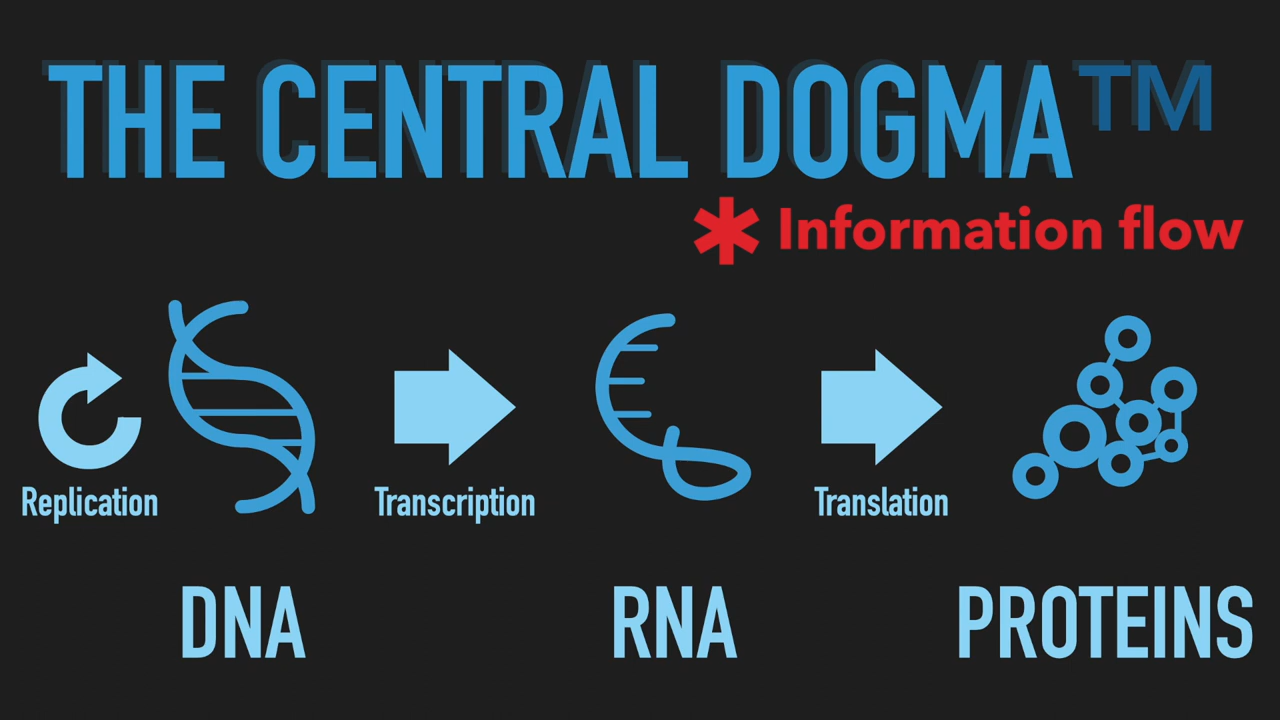 THE CENTRAL DOGMA™
* Information flow
Replication
Transcription
Translation
DNA
RNA
PROTEINS